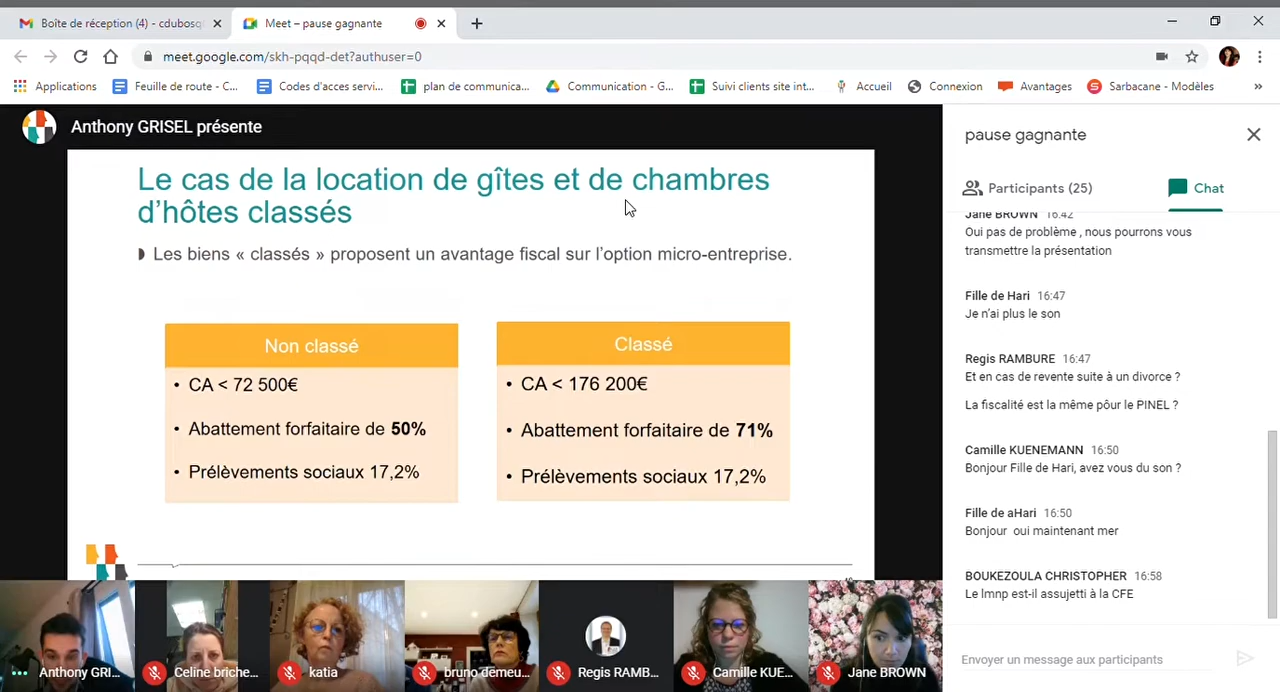 Boîte de réception (4) - cdubosq
Meet – pause gagnante
meet.google.com/skh-pqqd-det?authuser=0
Applications
Feuille de route - C...
Codes d'acces servi...
plan de communica...
Communication - G...
Suivi clients site int...
Accueil
Connexion
Avantages
Sarbacane - Modèles
»
Anthony GRISEL présente
Le cas de la location de gîtes et de chambres
d'hôtes classés
Les biens « classés » proposent un avantage fiscal sur l'option micro-entreprise.
Non classé
• CA < 72 500€
• Abattement forfaitaire de 50%
• Prélèvements sociaux 17,2%
Classé
• CA < 176 200€
• Abattement forfaitaire de 71%
• Prélèvements sociaux 17,2%
Anthony GRI...
Celine briche...
katia
bruno demeu...
Regis RAMB...
Camille KUE...
Jane BROWN
pause gagnante
Participants (25)
Chat
Jane BROWN 16:42
Oui pas de problème , nous pourrons vous
transmettre la présentation
Fille de Hari 16:47
Je n'ai plus le son
Regis RAMBURE 16:47
Et en cas de revente suite à un divorce ?
La fiscalité est la même pôur le PINEL ?
Camille KUENEMANN 16:50
Bonjour Fille de Hari, avez vous du son ?
Fille de aHari 16:50
Bonjour oui maintenant mer
BOUKEZOULA CHRISTOPHER 16:58
Le lmnp est-il assujetti à la CFE
Envoyer un message aux participants